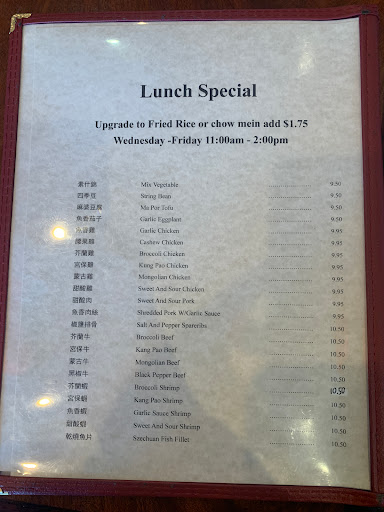 Lunch Special
Upgrade to Fried Rice or chow mein add $1.75
Wednesday -Friday 11:00am - 2:00pm
素什錦 Mix Vegetable 9.50
四季豆 String Bean 9.50
麻婆豆腐 Ma Por Tofu 9.50
魚香茄子 Garlic Eggplant 9.50
魚香雞 Garlic Chicken 9.95
腰果雞 Cashew Chicken 9.95
芥蘭雞 Broccoli Chicken 9.95
宮保雞 Kung Pao Chicken 9.95
蒙古雞 Mongolian Chicken 9.95
甜酸雞 Sweet And Sour Chicken 9.95
甜酸肉 Sweet And Sour Pork 9.95
魚香肉絲 Shredded Pork W/Garlic Sauce 9.95
椒鹽排骨 Salt And Pepper Spareribs 10.50
芥蘭牛 Broccoli Beef 10.50
宮保牛 Kung Pao Beef 10.50
蒙古牛 Mongolian Beef 10.50
黑椒牛 Black Pepper Beef 10.50
芥蘭蝦 Broccoli Shrimp 10.50
宮保蝦 Kang Pao Shrimp 10.50
魚香蝦 Garlic Sauce Shrimp 10.50
甜酸蝦 Sweet And Sour Shrimp 10.50
乾燒魚片 Szechuan Fish Fillet 10.50